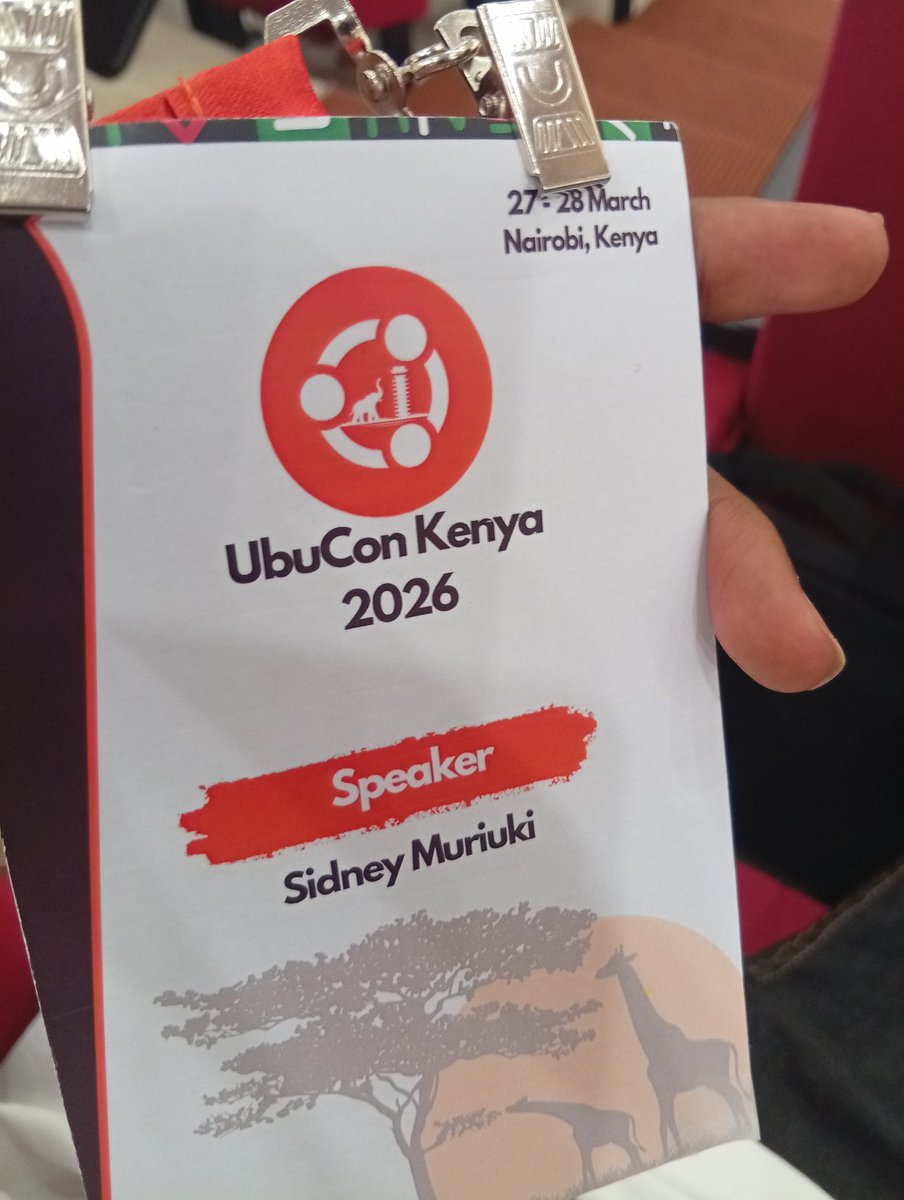 27 - 28 March
Nairobi, Kenya
UbuCon Kenya
2026
Speaker
Sidney Muriuki